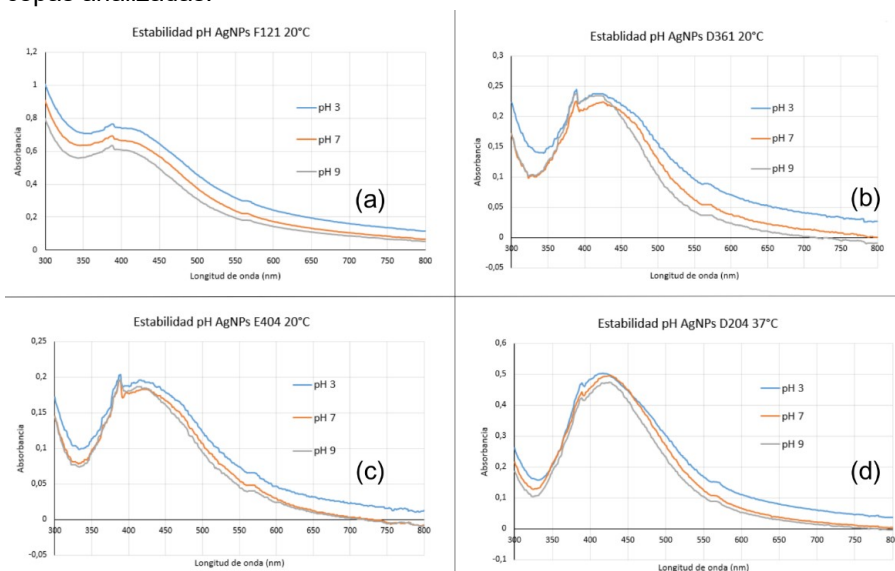 cepas analizadas.
Estabilidad pH AgNPs F121 20°C
1,2
1
0,8
0,6
0,4
0,2
0
Absorbancia
300 350 400 450 500 550 600 650 700 750 800
Longitud de onda (nm)
pH 3
pH 7
pH 9
(a)
Establidad pH AgNPs D361 20°C
0,3
0,25
0,2
0,15
0,1
0,05
0
-0,05
Absorbancia
300 350 400 450 500 550 600 650 700 750 800
Longitud de onda (nm)
pH 3
pH 7
pH 9
(b)
Estabilidad pH AgNPs E404 20°C
0,25
0,2
0,15
0,1
0,05
0
-0,05
Absorbancia
300 350 400 450 500 550 600 650 700 750 800
Longitud de onda (nm)
pH 3
pH 7
pH 9
(c)
Estabilidad pH AgNPs D204 37°C
0,6
0,5
0,4
0,3
0,2
0,1
0
-0,1
Absorbancia
300 350 400 450 500 550 600 650 700 750 800
Longitud de onda (nm)
pH 3
pH 7
pH 9
(d)